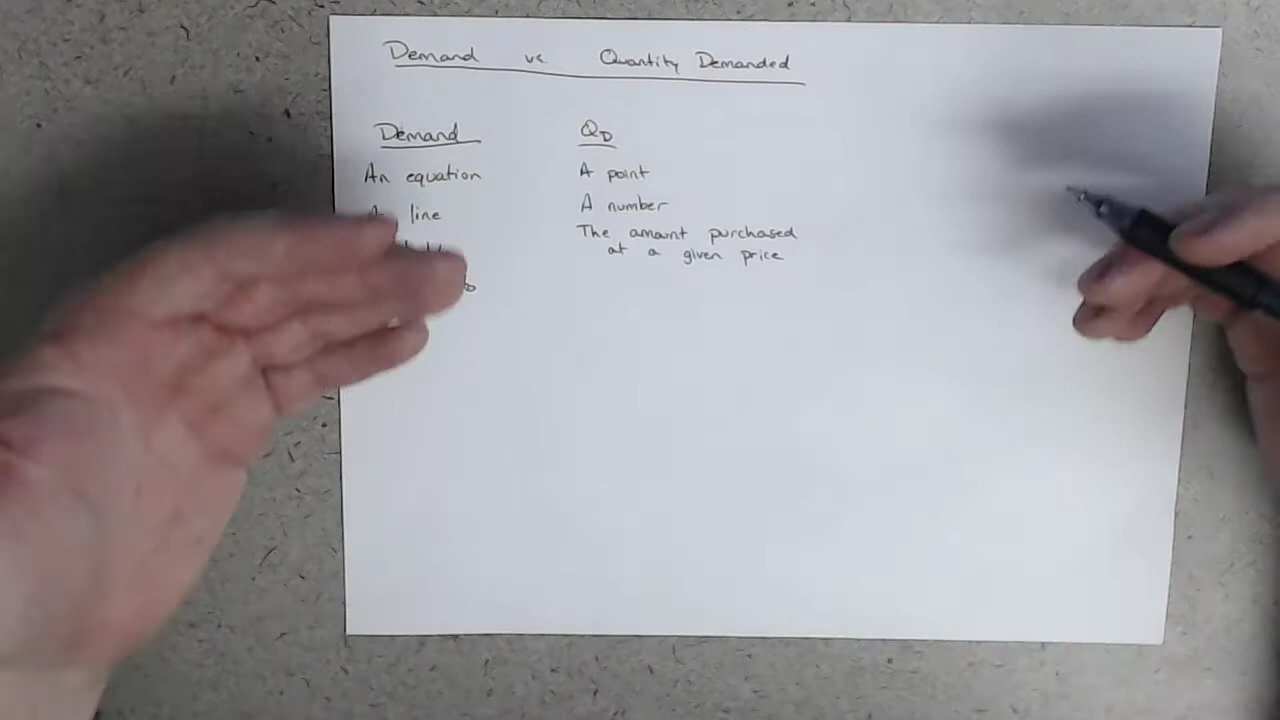 Demand vs Quantity Demanded
Demand QD
An equation A point
line A number
The amount purchased
at a given price